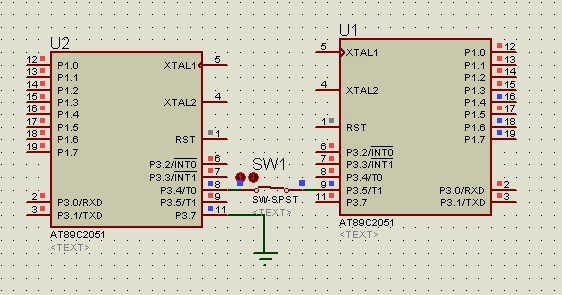 U2
12 P1.0
13 P1.1
14 P1.2
15 P1.3
16 P1.4
17 P1.5
18 P1.6
19 P1.7
2 P3.0/RXD
3 P3.1/TXD
XTAL1 5
XTAL2 4
RST 1
P3.2/INT0 6
P3.3/INT1 7
P3.4/T0 8
P3.5/T1 9
P3.7 11
AT89C2051
<TEXT>
SW1
SW-SPST
<TEXT>
U1
5 XTAL1
4 XTAL2
1 RST
6 P3.2/INT0
7 P3.3/INT1
8 P3.4/T0
9 P3.5/T1
11 P3.7
P1.0 12
P1.1 13
P1.2 14
P1.3 15
P1.4 16
P1.5 17
P1.6 18
P1.7 19
P3.0/RXD 2
P3.1/TXD 3
AT89C2051
<TEXT>